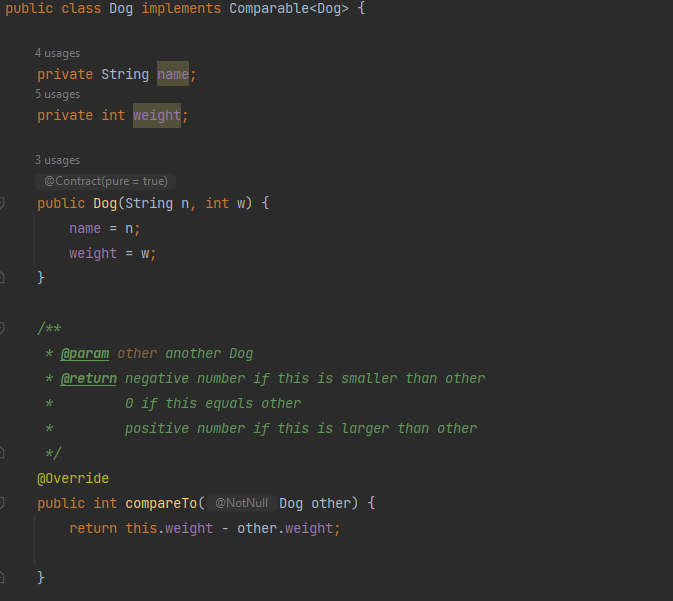 public class Dog implements Comparable<Dog> {
4 usages
private String name;
5 usages
private int weight;
3 usages
@Contract(pure = true)
public Dog(String n, int w) {
name = n;
weight = w;
}
/**
* @param other another Dog
* @return negative number if this is smaller than other
* 0 if this equals other
* positive number if this is larger than other
*/
@Override
public int compareTo( @NotNull Dog other) {
return this.weight - other.weight;
}